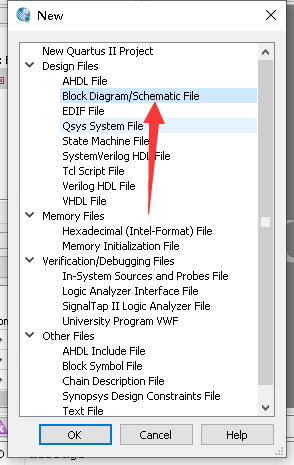 New
New Quartus II Project
Design Files
AHDL File
Block Diagram/Schematic File
EDIF File
Qsys System File
State Machine File
SystemVerilog HDL File
Tcl Script File
Verilog HDL File
VHDL File
Memory Files
Hexadecimal (Intel-Format) File
Memory Initialization File
Verification/Debugging Files
In-System Sources and Probes File
Logic Analyzer Interface File
SignalTap II Logic Analyzer File
University Program VWF
Other Files
AHDL Include File
Block Symbol File
Chain Description File
Synopsys Design Constraints File
Text File
OK Cancel Help